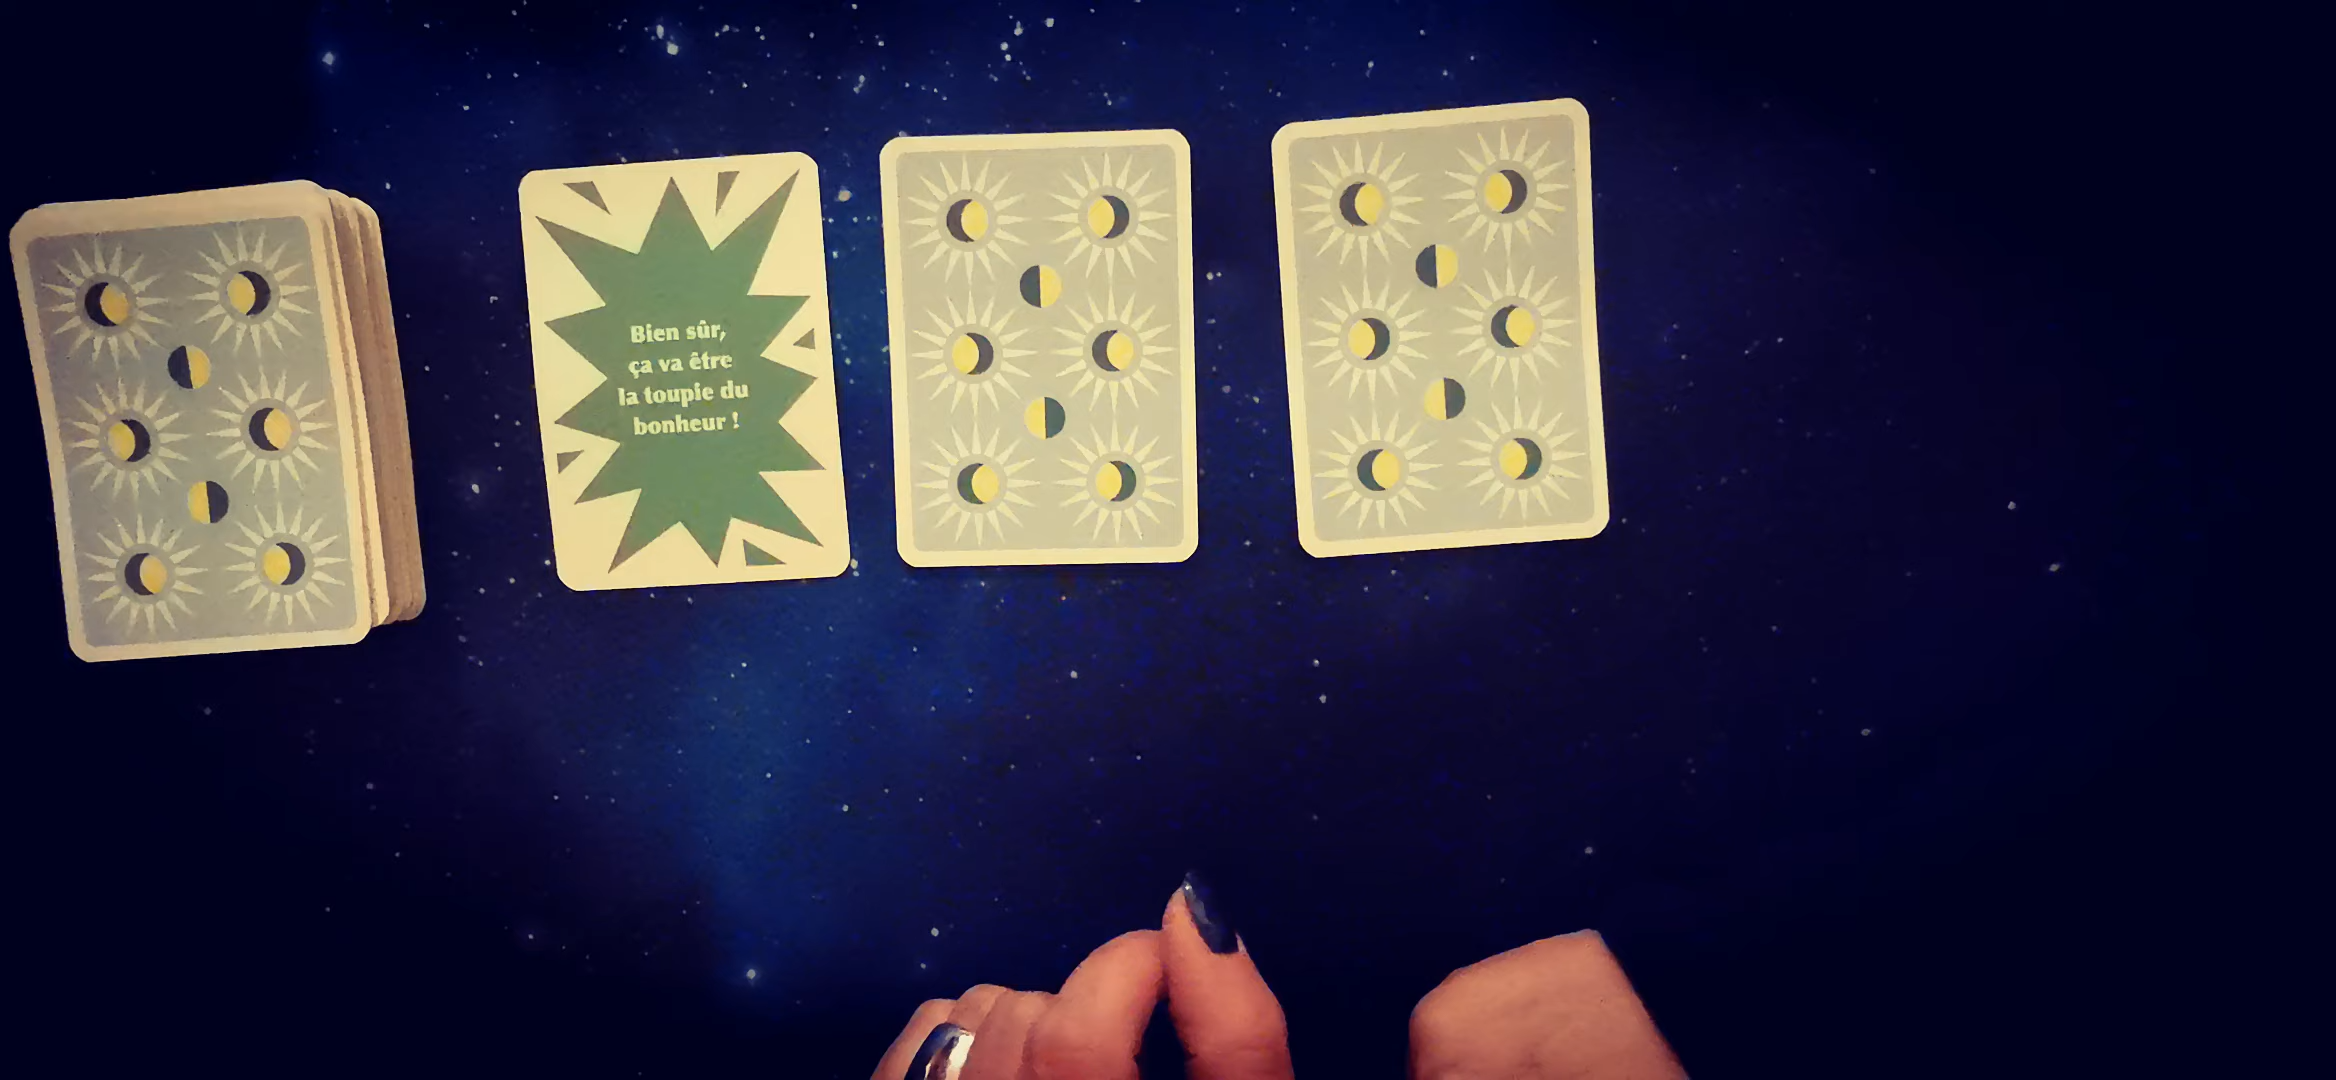 Bien sûr,
ça va être
la toupie du
bonheur !